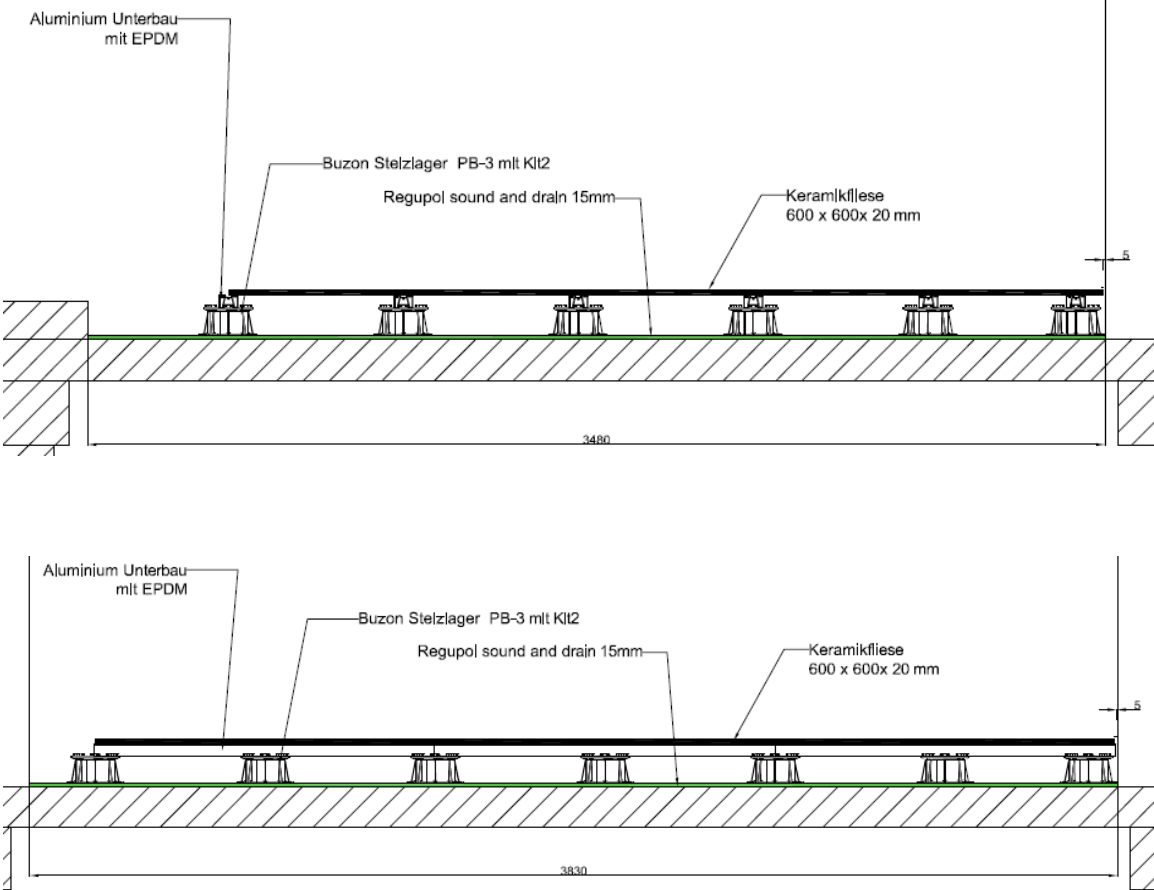 Aluminium Unterbau
mit EPDM
Buzon Stelzlager PB-3 mit Kit2
Regupol sound and drain 15mm
Keramikfliese
600 x 600x 20 mm
5
3480
Aluminium Unterbau
mit EPDM
Buzon Stelzlager PB-3 mit Kit2
Regupol sound and drain 15mm
Keramikfliese
600 x 600x 20 mm
5
3830